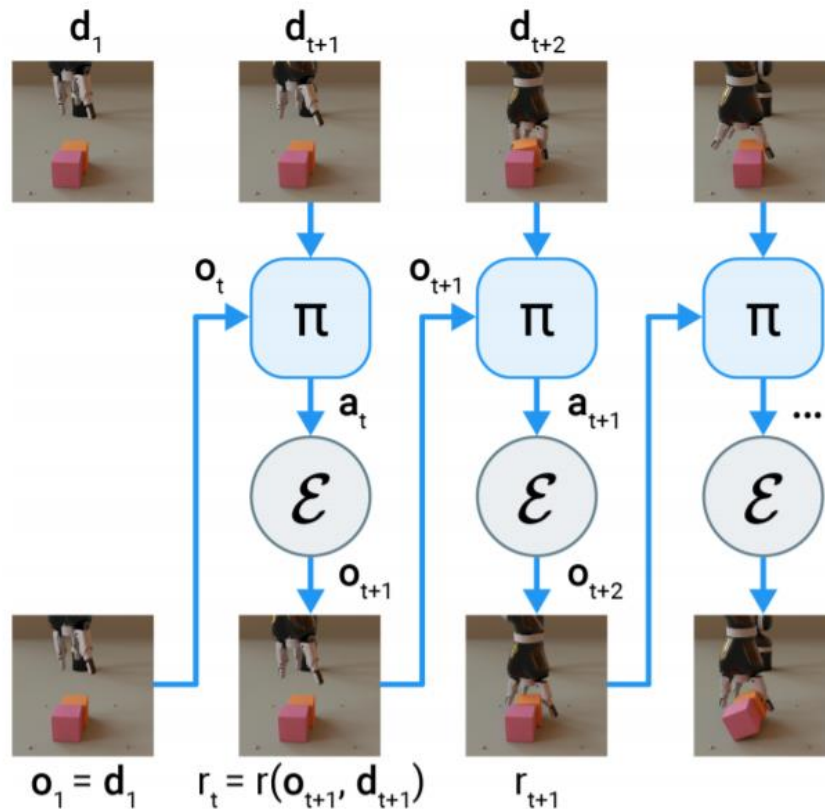 d₁ dₜ₊₁ dₜ₊₂
oₜ oₜ₊₁
π π π
aₜ aₜ₊₁ ...
ℰ ℰ ℰ
oₜ₊₁ oₜ₊₂
o₁ = d₁ rₜ = r(oₜ₊₁, dₜ₊₁) rₜ₊₁